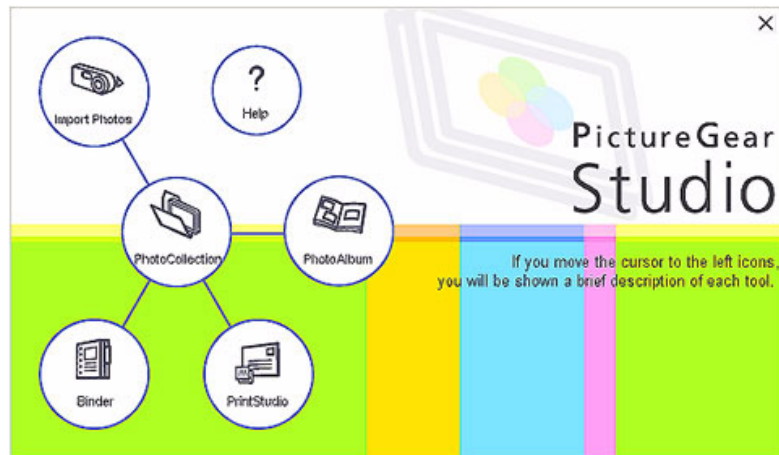 Import Photos
?
Help
PictureGear
Studio
PhotoCollection
PhotoAlbum
If you move the cursor to the left icons,
you will be shown a brief description of each tool.
Binder
PrintStudio